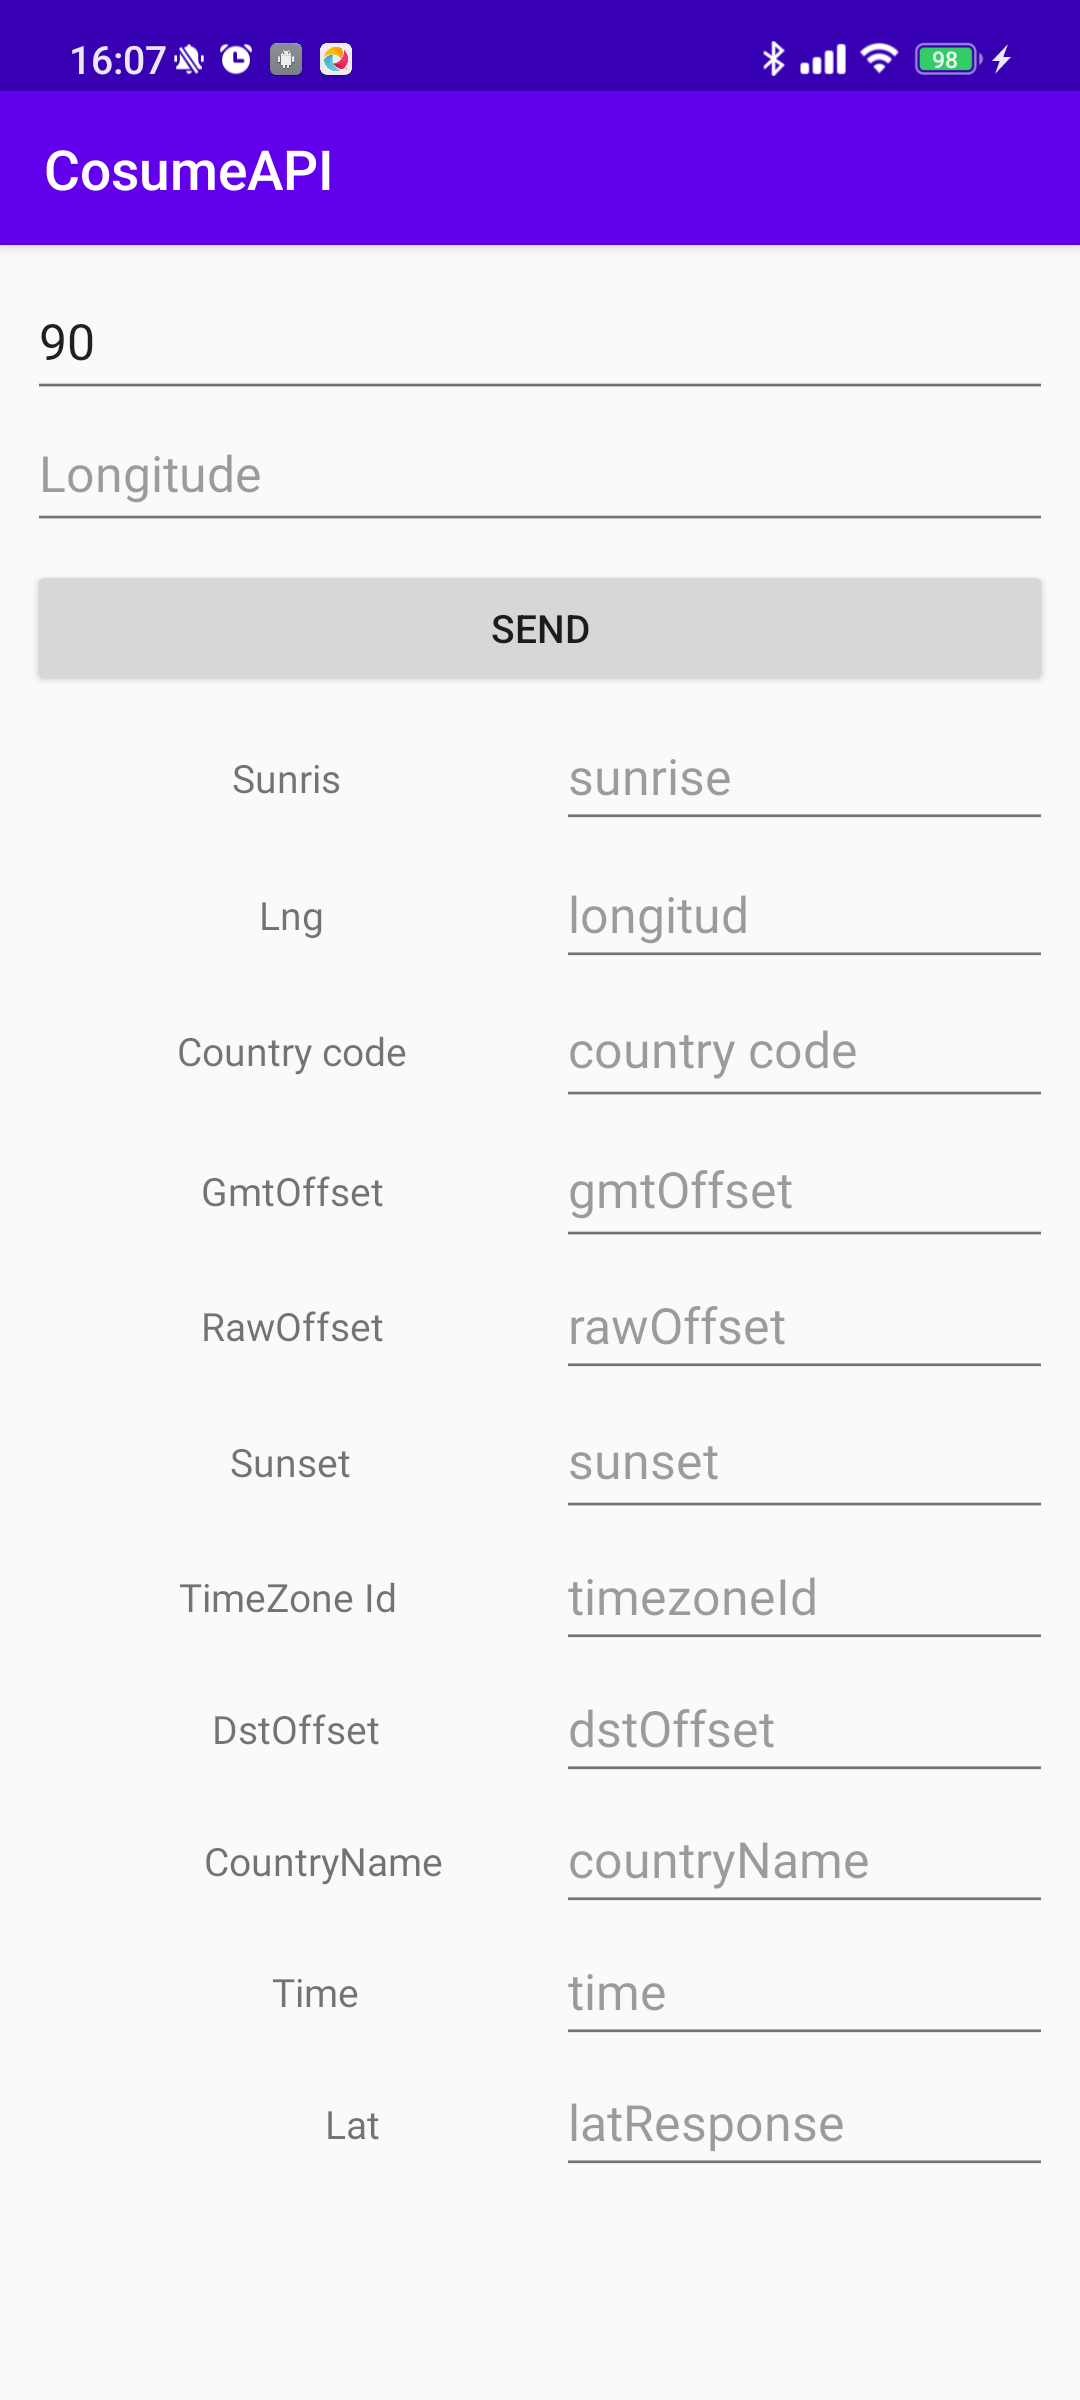 16:07 98
CosumeAPI
90
Longitude
SEND
Sunris sunrise
Lng longitud
Country code country code
GmtOffset gmtOffset
RawOffset rawOffset
Sunset sunset
TimeZone Id timezoneId
DstOffset dstOffset
CountryName countryName
Time time
Lat latResponse